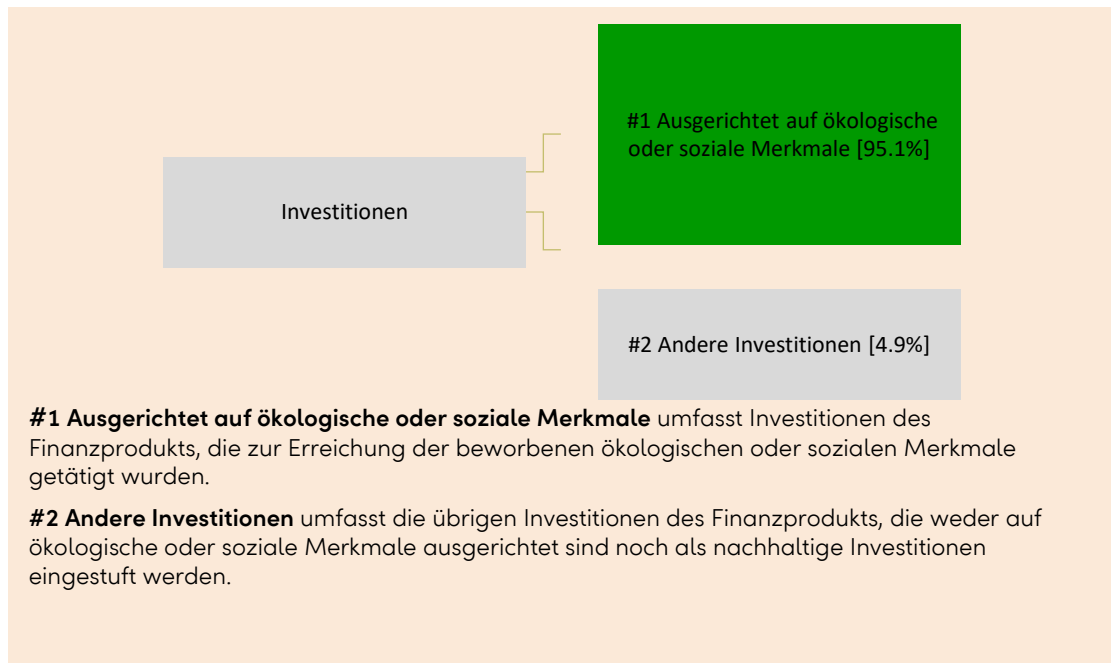 #1 Ausgerichtet auf ökologische
oder soziale Merkmale [95.1%]
Investitionen
#2 Andere Investitionen [4.9%]
#1 Ausgerichtet auf ökologische oder soziale Merkmale umfasst Investitionen des
Finanzprodukts, die zur Erreichung der beworbenen ökologischen oder sozialen Merkmale
getätigt wurden.
#2 Andere Investitionen umfasst die übrigen Investitionen des Finanzprodukts, die weder auf
ökologische oder soziale Merkmale ausgerichtet sind noch als nachhaltige Investitionen
eingestuft werden.